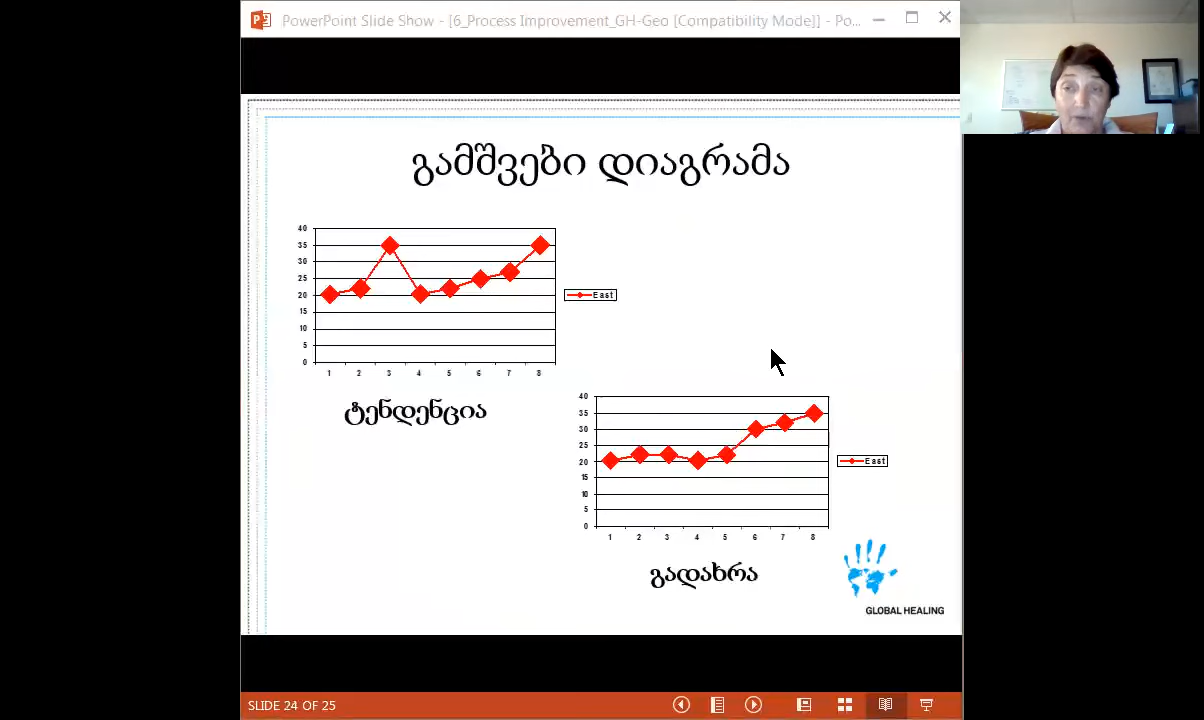 PowerPoint Slide Show - [6_Process Improvement_GH-Geo [Compatibility Mode]] - Po...
გამშვები დიაგრამა
40
35
30
25
20
15
10
5
0
1 2 3 4 5 6 7 8
East
ტენდენცია
40
35
30
25
20
15
10
5
0
1 2 3 4 5 6 7 8
East
გადახრა
GLOBAL HEALING
SLIDE 24 OF 25